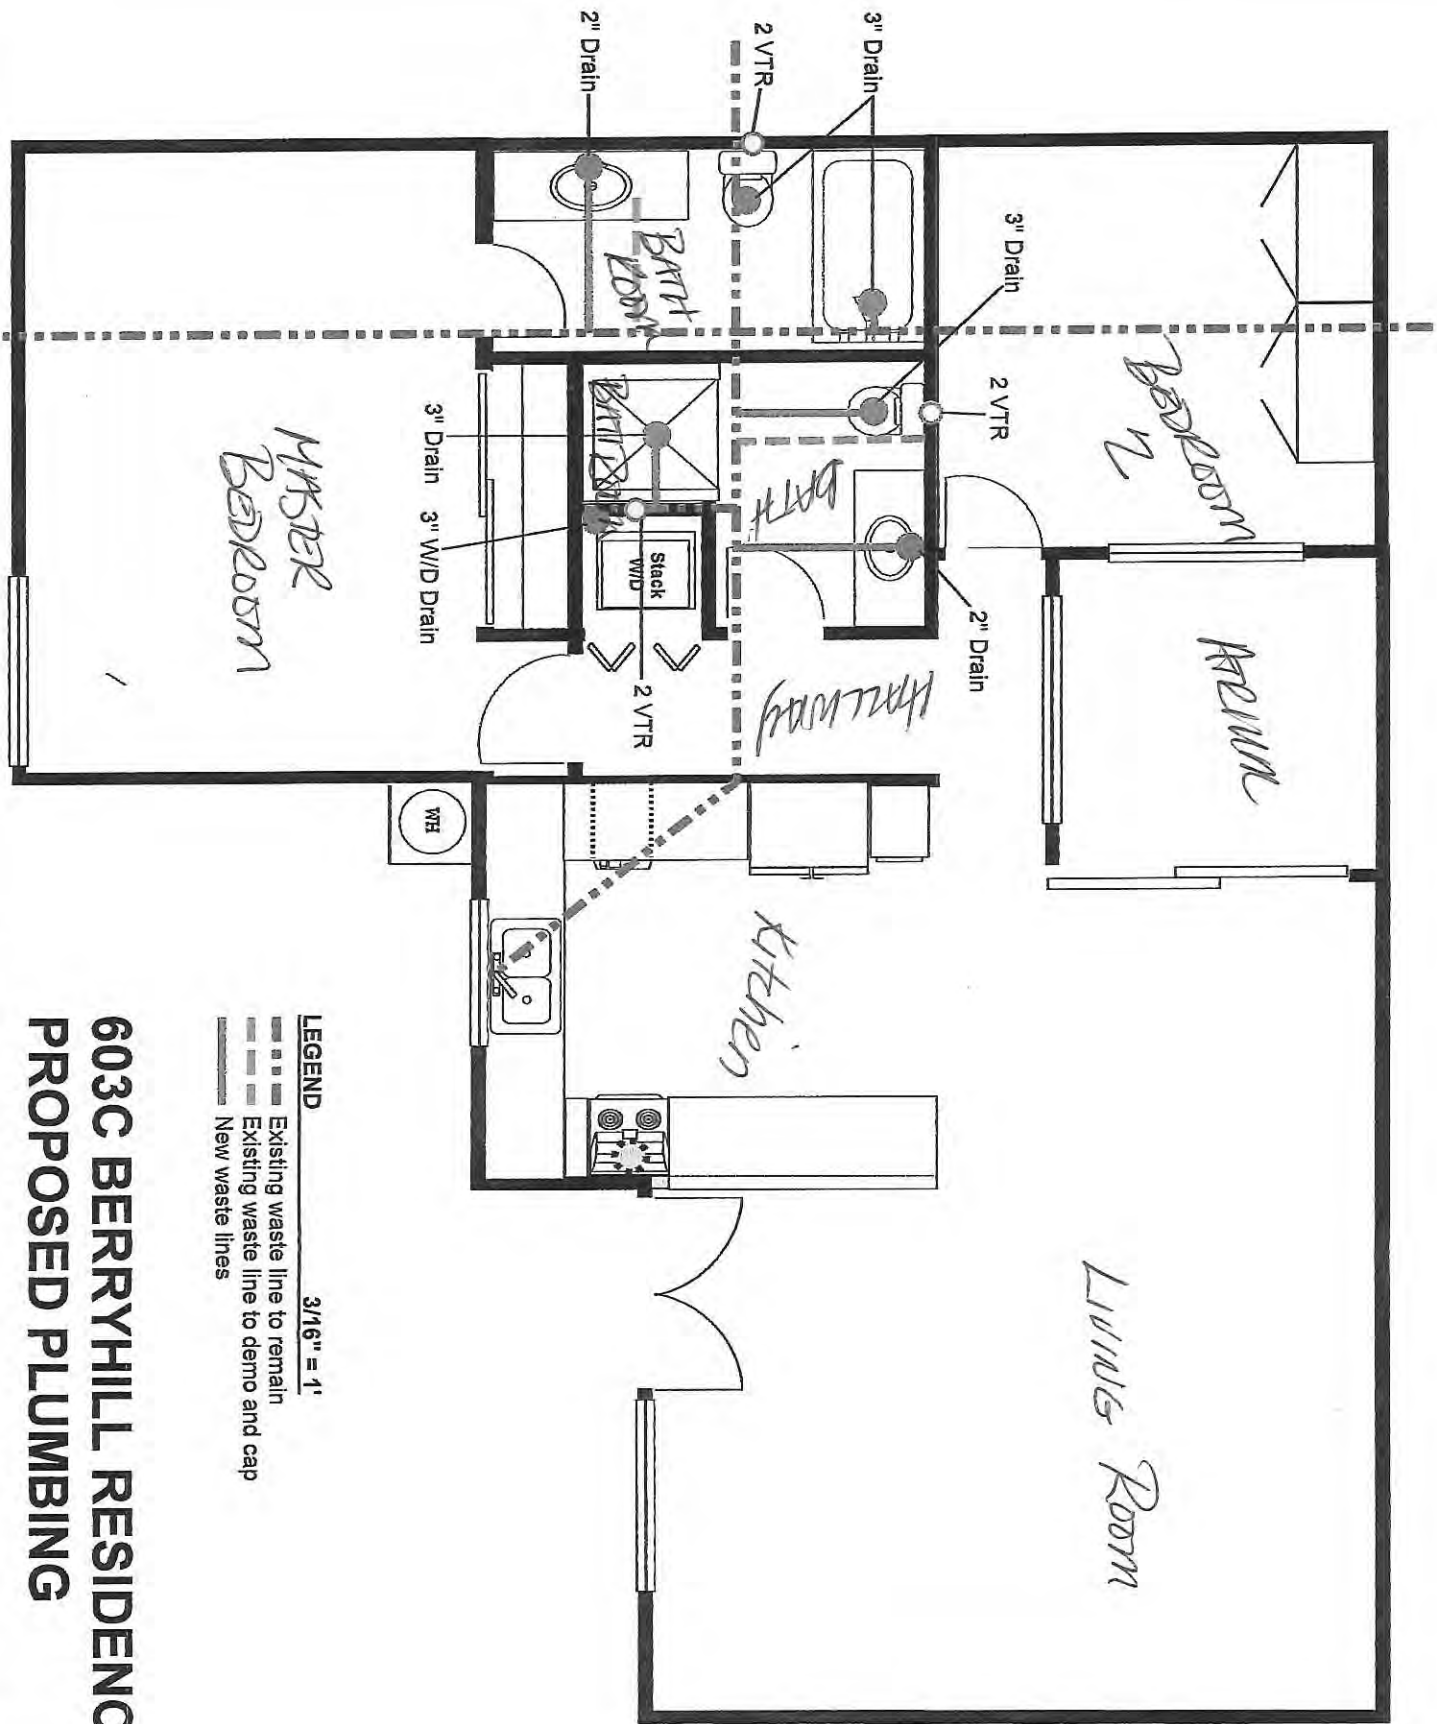 3" Drain
2 VTR
2" Drain
3" Drain
2 VTR
BATH
ROOM
BEDROOM
2
3" Drain
3" W/D Drain
MASTER
BEDROOM
BATH
Stack
W/D
2" Drain
2 VTR
HALLWAY
ATRIUM
WH
Kitchen
LIVING ROOM
LEGEND 3/16" = 1'
Existing waste line to remain
Existing waste line to demo and cap
New waste lines
603C BERRYHILL RESIDENC
PROPOSED PLUMBING